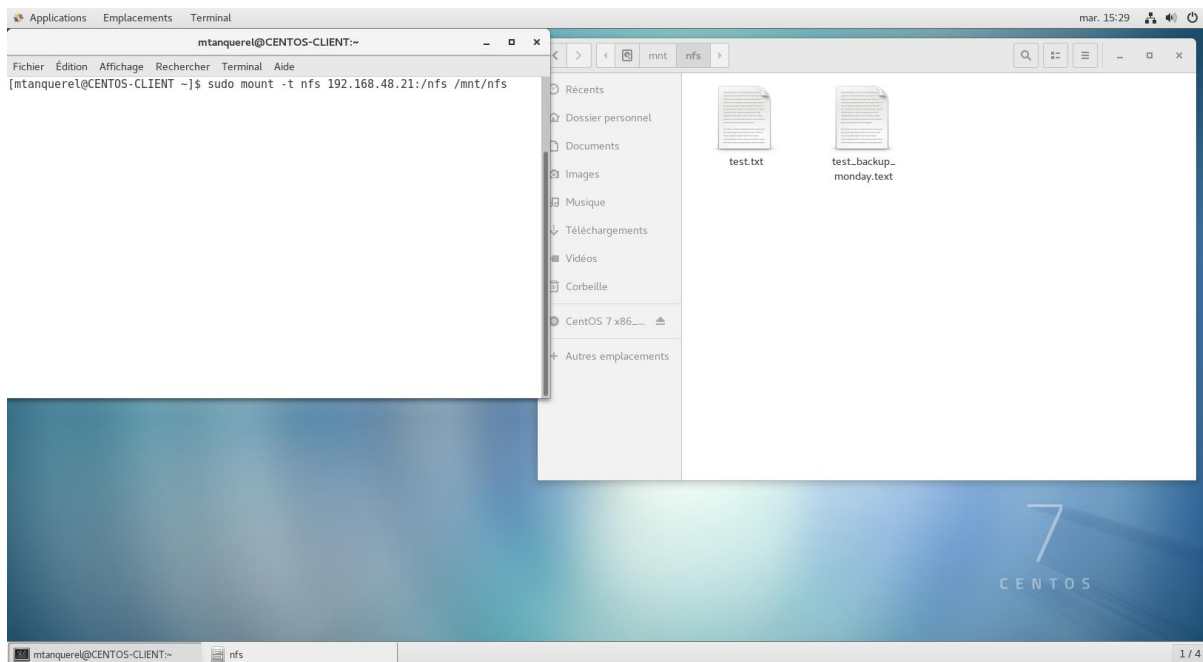 Applications Emplacements Terminal
mar. 15:29
mtanquerel@CENTOS-CLIENT:~
Fichier Édition Affichage Rechercher Terminal Aide
[mtanquerel@CENTOS-CLIENT ~]$ sudo mount -t nfs 192.168.48.21:/nfs /mnt/nfs
mnt nfs
Récents
Dossier personnel
Documents
Images
Musique
Téléchargements
Vidéos
Corbeille
CentOS 7 x86_...
+ Autres emplacements
test.txt
test_backup_
monday.text
7
CENTOS
mtanquerel@CENTOS-CLIENT:~
nfs
1 / 4